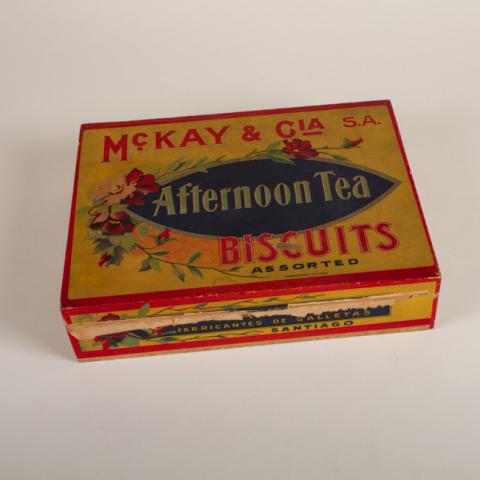 McKAY & CIA S.A.
Afternoon Tea
BISCUITS
ASSORTED
FABRICANTES DE GALLETAS
SANTIAGO